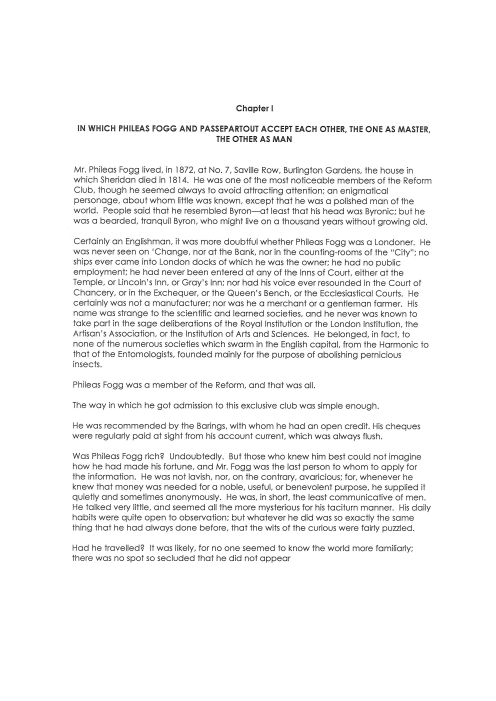 Chapter I
IN WHICH PHILEAS FOGG AND PASSEPARTOUT ACCEPT EACH OTHER, THE ONE AS MASTER,
THE OTHER AS MAN
Mr. Phileas Fogg lived, in 1872, at No. 7, Saville Row, Burlington Gardens, the house in
which Sheridan died in 1814. He was one of the most noticeable members of the Reform
Club, though he seemed always to avoid attracting attention; an enigmatical
personage, about whom little was known, except that he was a polished man of the
world. People said that he resembled Byron—at least that his head was Byronic; but he
was a bearded, tranquil Byron, who might live on a thousand years without growing old.
Certainly an Englishman, it was more doubtful whether Phileas Fogg was a Londoner. He
was never seen on 'Change, nor at the Bank, nor in the counting-rooms of the "City"; no
ships ever came into London docks of which he was the owner; he had no public
employment; he had never been entered at any of the Inns of Court, either at the
Temple, or Lincoln's Inn, or Gray's Inn; nor had his voice ever resounded in the Court of
Chancery, or in the Exchequer, or the Queen's Bench, or the Ecclesiastical Courts. He
certainly was not a manufacturer; nor was he a merchant or a gentleman farmer. His
name was strange to the scientific and learned societies, and he never was known to
take part in the sage deliberations of the Royal Institution or the London Institution, the
Artisan's Association, or the Institution of Arts and Sciences. He belonged, in fact, to
none of the numerous societies which swarm in the English capital, from the Harmonic to
that of the Entomologists, founded mainly for the purpose of abolishing pernicious
insects.
Phileas Fogg was a member of the Reform, and that was all.
The way in which he got admission to this exclusive club was simple enough.
He was recommended by the Barings, with whom he had an open credit. His cheques
were regularly paid at sight from his account current, which was always flush.
Was Phileas Fogg rich? Undoubtedly. But those who knew him best could not imagine
how he had made his fortune, and Mr. Fogg was the last person to whom to apply for
the information. He was not lavish, nor, on the contrary, avaricious; for, whenever he
knew that money was needed for a noble, useful, or benevolent purpose, he supplied it
quietly and sometimes anonymously. He was, in short, the least communicative of men.
He talked very little, and seemed all the more mysterious for his taciturn manner. His daily
habits were quite open to observation; but whatever he did was so exactly the same
thing that he had always done before, that the wits of the curious were fairly puzzled.
Had he travelled? It was likely, for no one seemed to know the world more familiarly;
there was no spot so secluded that he did not appear